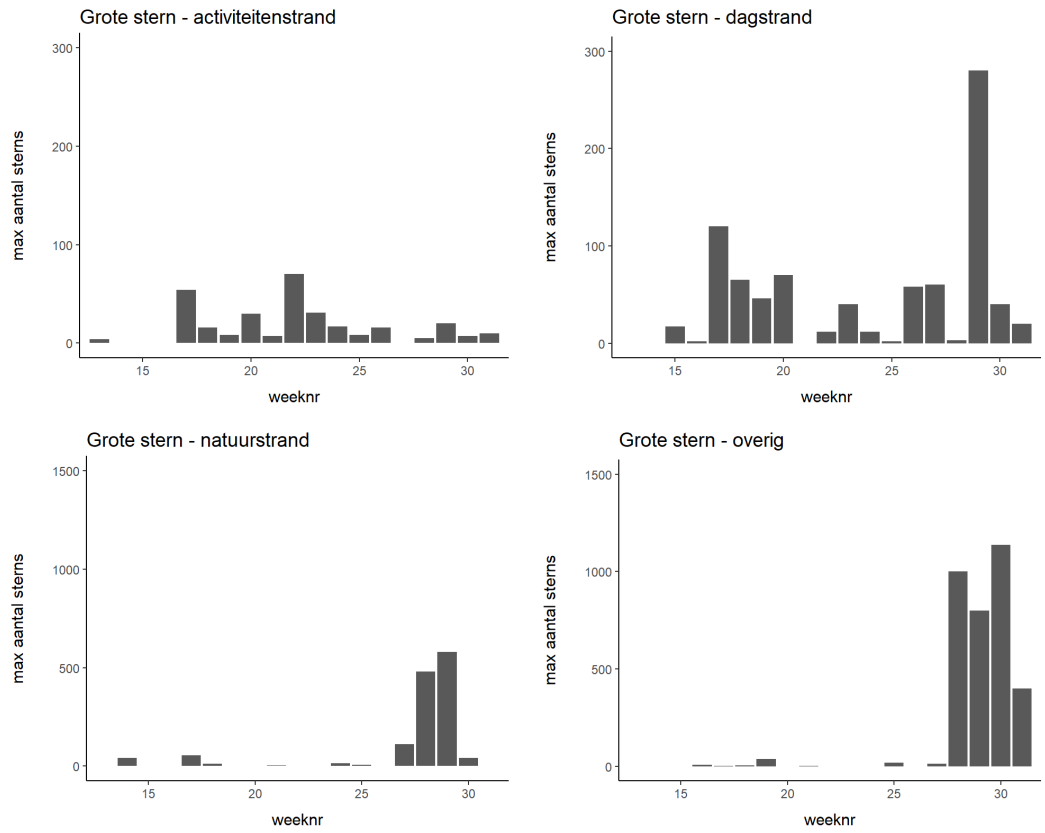 Grote stern - activiteitenstrand
300
200
100
0
max aantal sterns
15 20 25 30
weeknr
Grote stern - dagstrand
300
200
100
0
max aantal sterns
15 20 25 30
weeknr
Grote stern - natuurstrand
1500
1000
500
0
max aantal sterns
15 20 25 30
weeknr
Grote stern - overig
1500
1000
500
0
max aantal sterns
15 20 25 30
weeknr